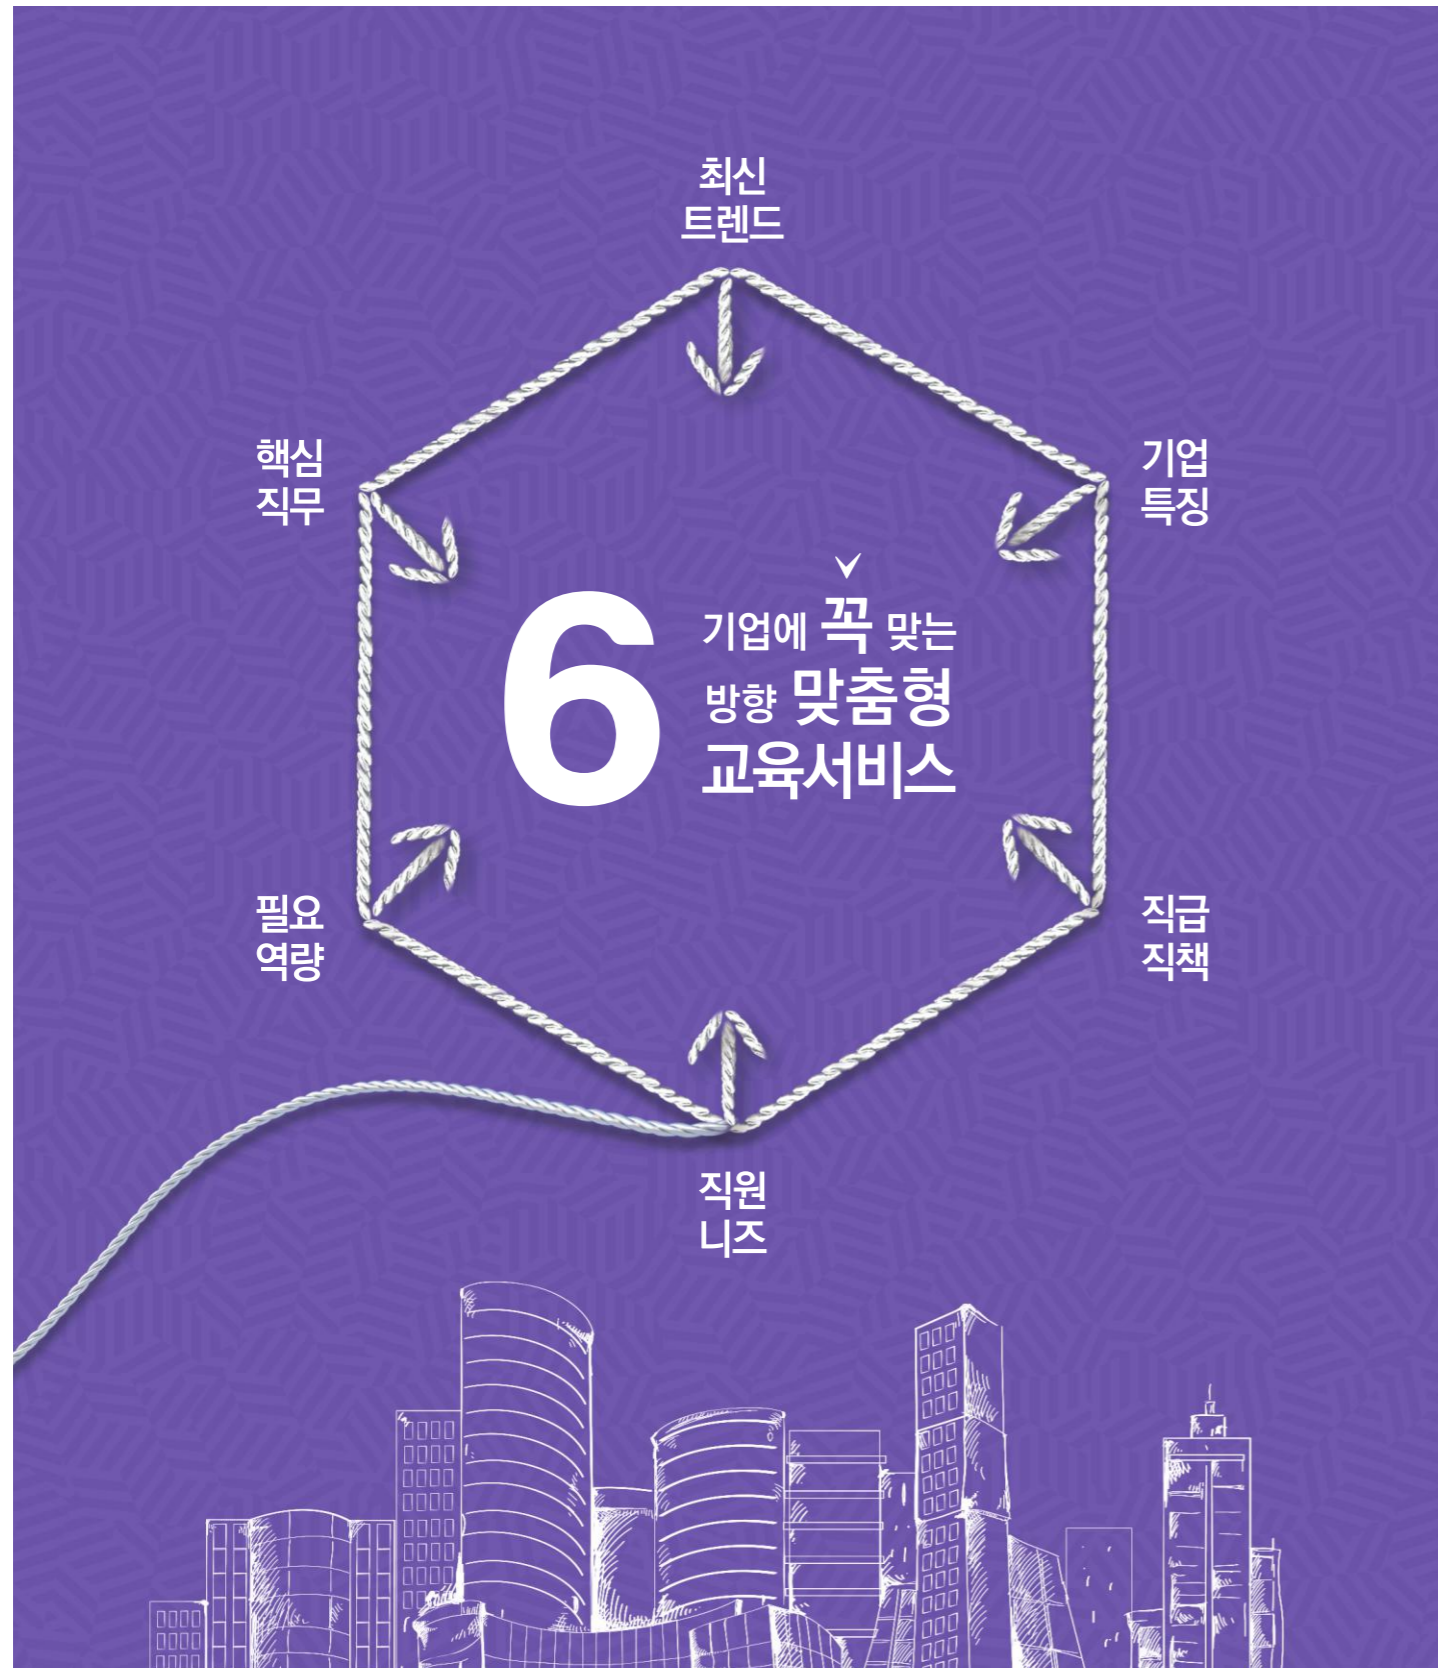 최신
트렌드
핵심
직무
기업
특징
6
기업에 꼭 맞는
방향 맞춤형
교육서비스
필요
역량
직급
직책
직원
니즈